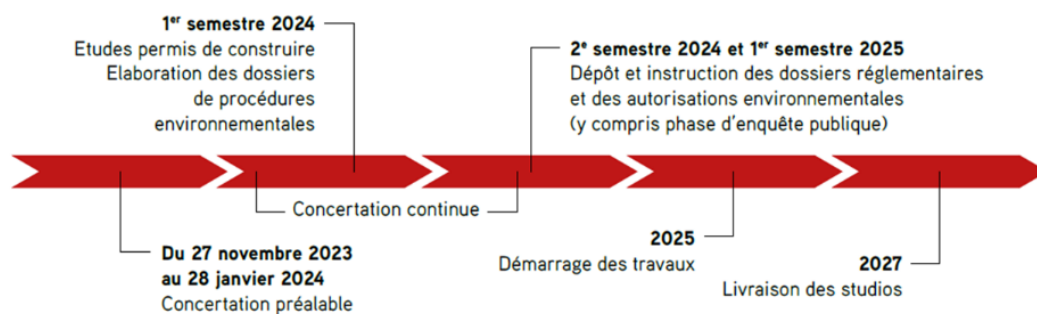 1er semestre 2024
Etudes permis de construire
Elaboration des dossiers
de procédures
environnementales
2e semestre 2024 et 1er semestre 2025
Dépôt et instruction des dossiers réglementaires
et des autorisations environnementales
(y compris phase d'enquête publique)
Concertation continue
Du 27 novembre 2023
au 28 janvier 2024
Concertation préalable
2025
Démarrage des travaux
2027
Livraison des studios